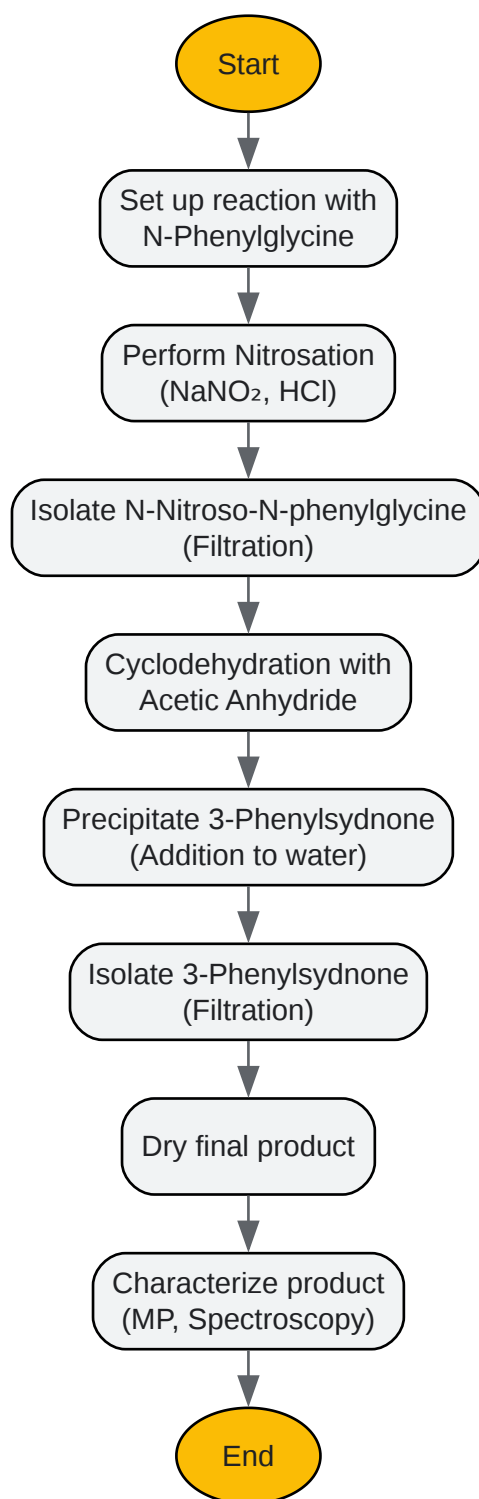 Start
Set up reaction with
N-Phenylglycine
Perform Nitrosation
(NaNO₂, HCl)
Isolate N-Nitroso-N-phenylglycine
(Filtration)
Cyclodehydration with
Acetic Anhydride
Precipitate 3-Phenylsydnone
(Addition to water)
Isolate 3-Phenylsydnone
(Filtration)
Dry final product
Characterize product
(MP, Spectroscopy)
End